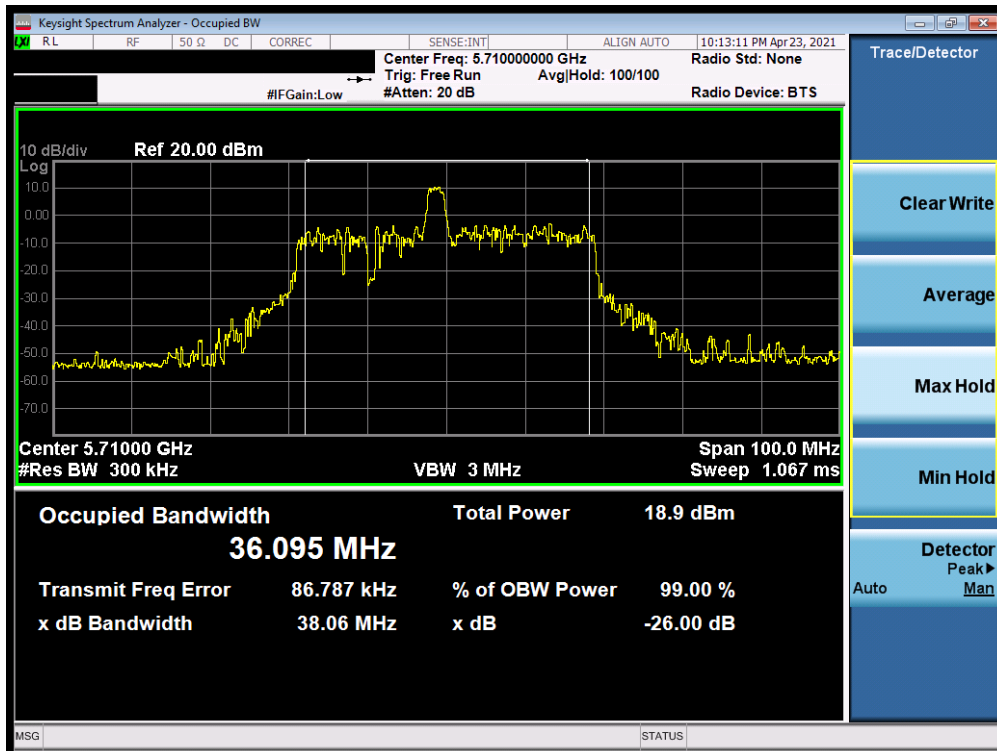 Keysight Spectrum Analyzer - Occupied BW
LXI RL RF 50 Ω DC CORREC SENSE:INT ALIGN AUTO 10:13:11 PM Apr 23, 2021
Center Freq: 5.710000000 GHz Radio Std: None
Trig: Free Run Avg|Hold: 100/100
#IFGain:Low #Atten: 20 dB Radio Device: BTS
10 dB/div Ref 20.00 dBm
Log
10.0
0.00
-10.0
-20.0
-30.0
-40.0
-50.0
-60.0
-70.0
Center 5.71000 GHz Span 100.0 MHz
#Res BW 300 kHz VBW 3 MHz Sweep 1.067 ms
Occupied Bandwidth Total Power 18.9 dBm
36.095 MHz
Transmit Freq Error 86.787 kHz % of OBW Power 99.00 %
x dB Bandwidth 38.06 MHz x dB -26.00 dB
MSG STATUS
Trace/Detector
Clear Write
Average
Max Hold
Min Hold
Detector
Peak▶
Auto Man